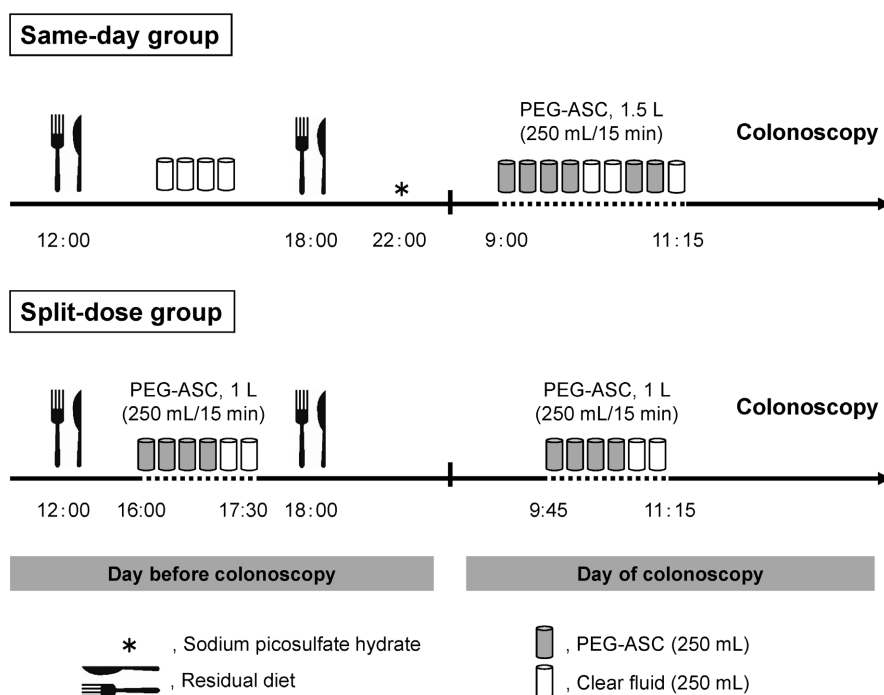 Same-day group
PEG-ASC, 1.5 L
(250 mL/15 min)
Colonoscopy
*
12:00
18:00
22:00
9:00
11:15
Split-dose group
PEG-ASC, 1 L
(250 mL/15 min)
PEG-ASC, 1 L
(250 mL/15 min)
Colonoscopy
12:00
16:00
17:30
18:00
9:45
11:15
Day before colonoscopy
Day of colonoscopy
* , Sodium picosulfate hydrate
, PEG-ASC (250 mL)
, Residual diet
, Clear fluid (250 mL)